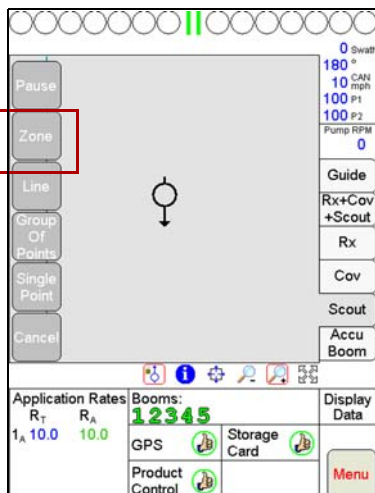 0 Swath
180 °
10 CAN mph
100 P1
100 P2
Pump RPM
0
Pause
Zone
Line
Group
Of
Points
Single
Point
Cancel
Guide
Rx+Cov
+Scout
Rx
Cov
Scout
Accu
Boom
Application Rates
RT RA
1A 10.0 10.0
Booms:
12345
GPS
Storage
Card
Product
Control
Display
Data
Menu